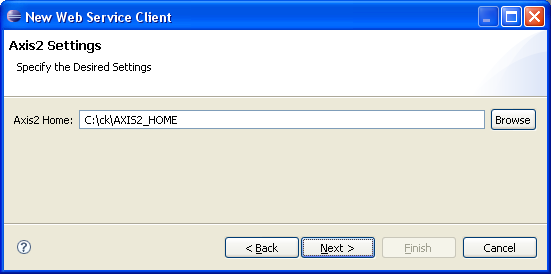 New Web Service Client
Axis2 Settings
Specify the Desired Settings
Axis2 Home: C:\ck\AXIS2_HOME Browse
? < Back Next > Finish Cancel